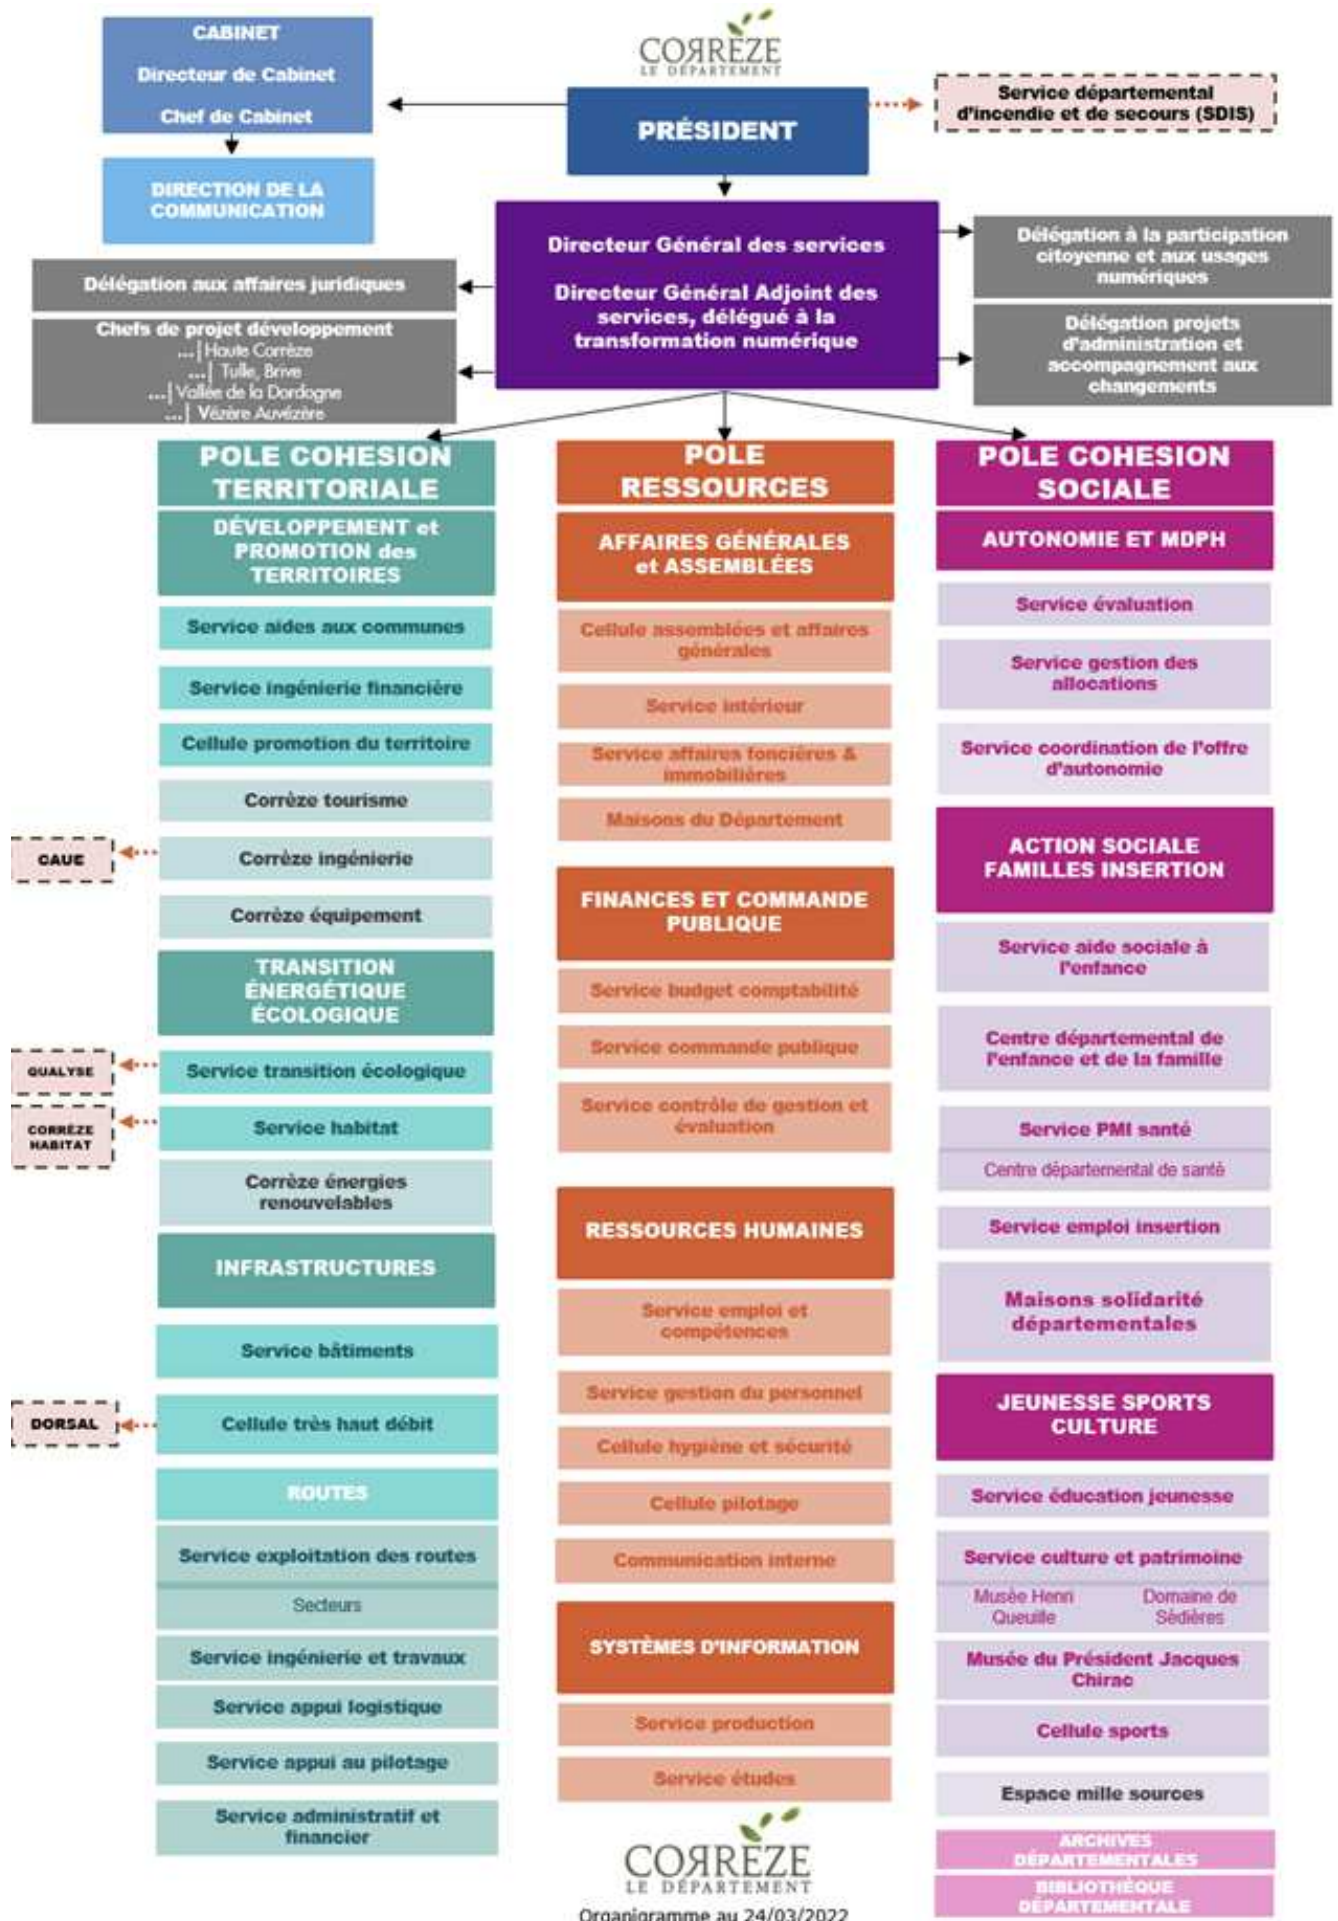 CABINET
Directeur de Cabinet
Chef de Cabinet
CORRÈZE
LE DÉPARTEMENT
Service départemental
d'incendie et de secours (SDIS)
PRÉSIDENT
DIRECTION DE LA
COMMUNICATION
Directeur Général des services
Directeur Général Adjoint des
services, délégué à la
transformation numérique
Délégation à la participation
citoyenne et aux usages
numériques
Délégation aux affaires juridiques
Chefs de projet développement
...| Haute Corrèze
...| Tulle, Brive
...| Vallée de la Dordogne
...| Vézère Auvézère
Délégation projets
d'administration et
accompagnement aux
changements
POLE COHESION
TERRITORIALE
DÉVELOPPEMENT et
PROMOTION des
TERRITOIRES
Service aides aux communes
Service ingénierie financière
Cellule promotion du territoire
Corrèze tourisme
CAUE
Corrèze ingénierie
Corrèze équipement
TRANSITION
ÉNERGÉTIQUE
ÉCOLOGIQUE
QUALYSE
Service transition écologique
CORRÈZE
HABITAT
Service habitat
Corrèze énergies
renouvelables
INFRASTRUCTURES
Service bâtiments
DORSAL
Cellule très haut débit
ROUTES
Service exploitation des routes
Secteurs
Service ingénierie et travaux
Service appui logistique
Service appui au pilotage
Service administratif et
financier
POLE
RESSOURCES
AFFAIRES GÉNÉRALES
et ASSEMBLÉES
Cellule assemblées et affaires
générales
Service intérieur
Service affaires foncières &
immobilières
Maisons du Département
FINANCES ET COMMANDE
PUBLIQUE
Service budget comptabilité
Service commande publique
Service contrôle de gestion et
évaluation
RESSOURCES HUMAINES
Service emploi et
compétences
Service gestion du personnel
Cellule hygiène et sécurité
Cellule pilotage
Communication interne
SYSTÈMES D'INFORMATION
Service production
Service études
POLE COHESION
SOCIALE
AUTONOMIE ET MDPH
Service évaluation
Service gestion des
allocations
Service coordination de l'offre
d'autonomie
ACTION SOCIALE
FAMILLES INSERTION
Service aide sociale à
l'enfance
Centre départemental de
l'enfance et de la famille
Service PMI santé
Centre départemental de santé
Service emploi insertion
Maisons solidarité
départementales
JEUNESSE SPORTS
CULTURE
Service éducation jeunesse
Service culture et patrimoine
Musée Henri
Queuille
Domaine de
Sédières
Musée du Président Jacques
Chirac
Cellule sports
Espace mille sources
ARCHIVES
DÉPARTEMENTALES
BIBLIOTHÈQUE
DÉPARTEMENTALE
CORRÈZE
LE DÉPARTEMENT
Organigramme au 24/03/2022